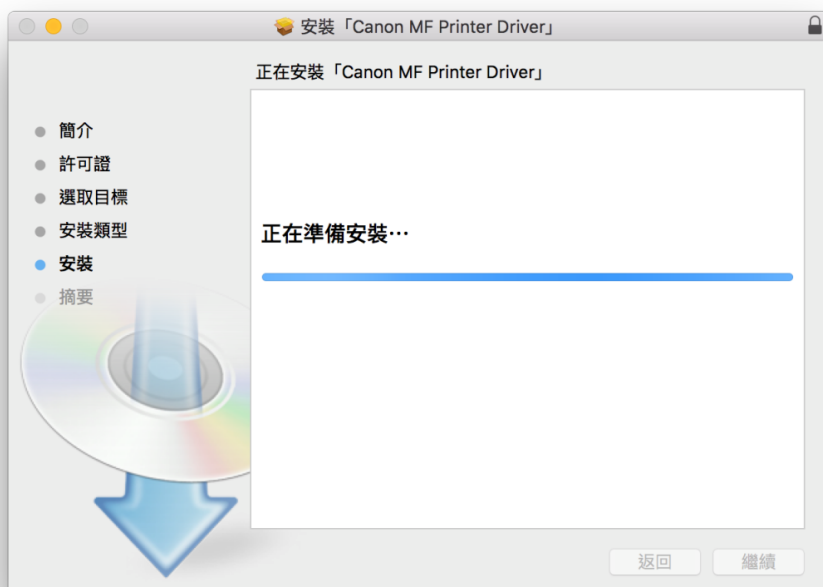 安裝「Canon MF Printer Driver」
正在安裝「Canon MF Printer Driver」
簡介
許可證
選取目標
安裝類型
安裝
摘要
正在準備安裝⋯
返回
繼續